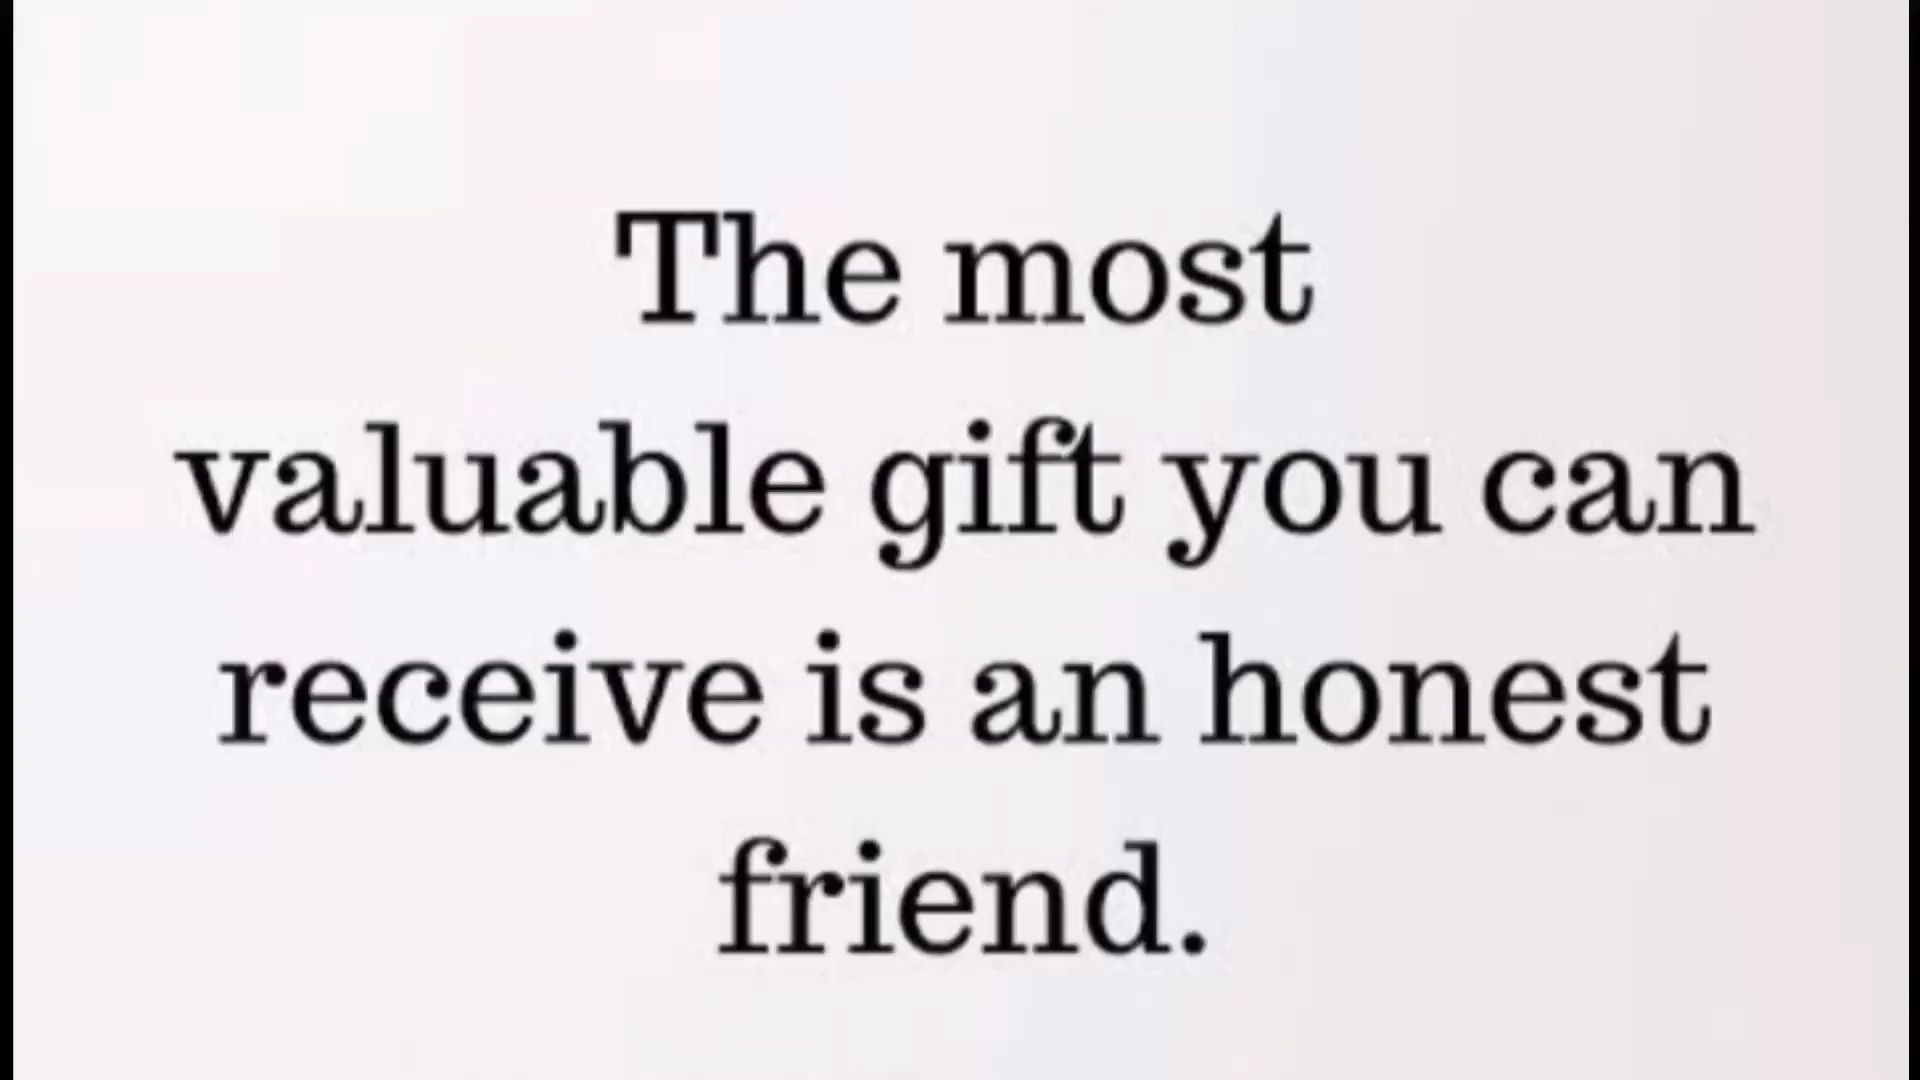 The most
valuable gift you can
receive is an honest
friend.